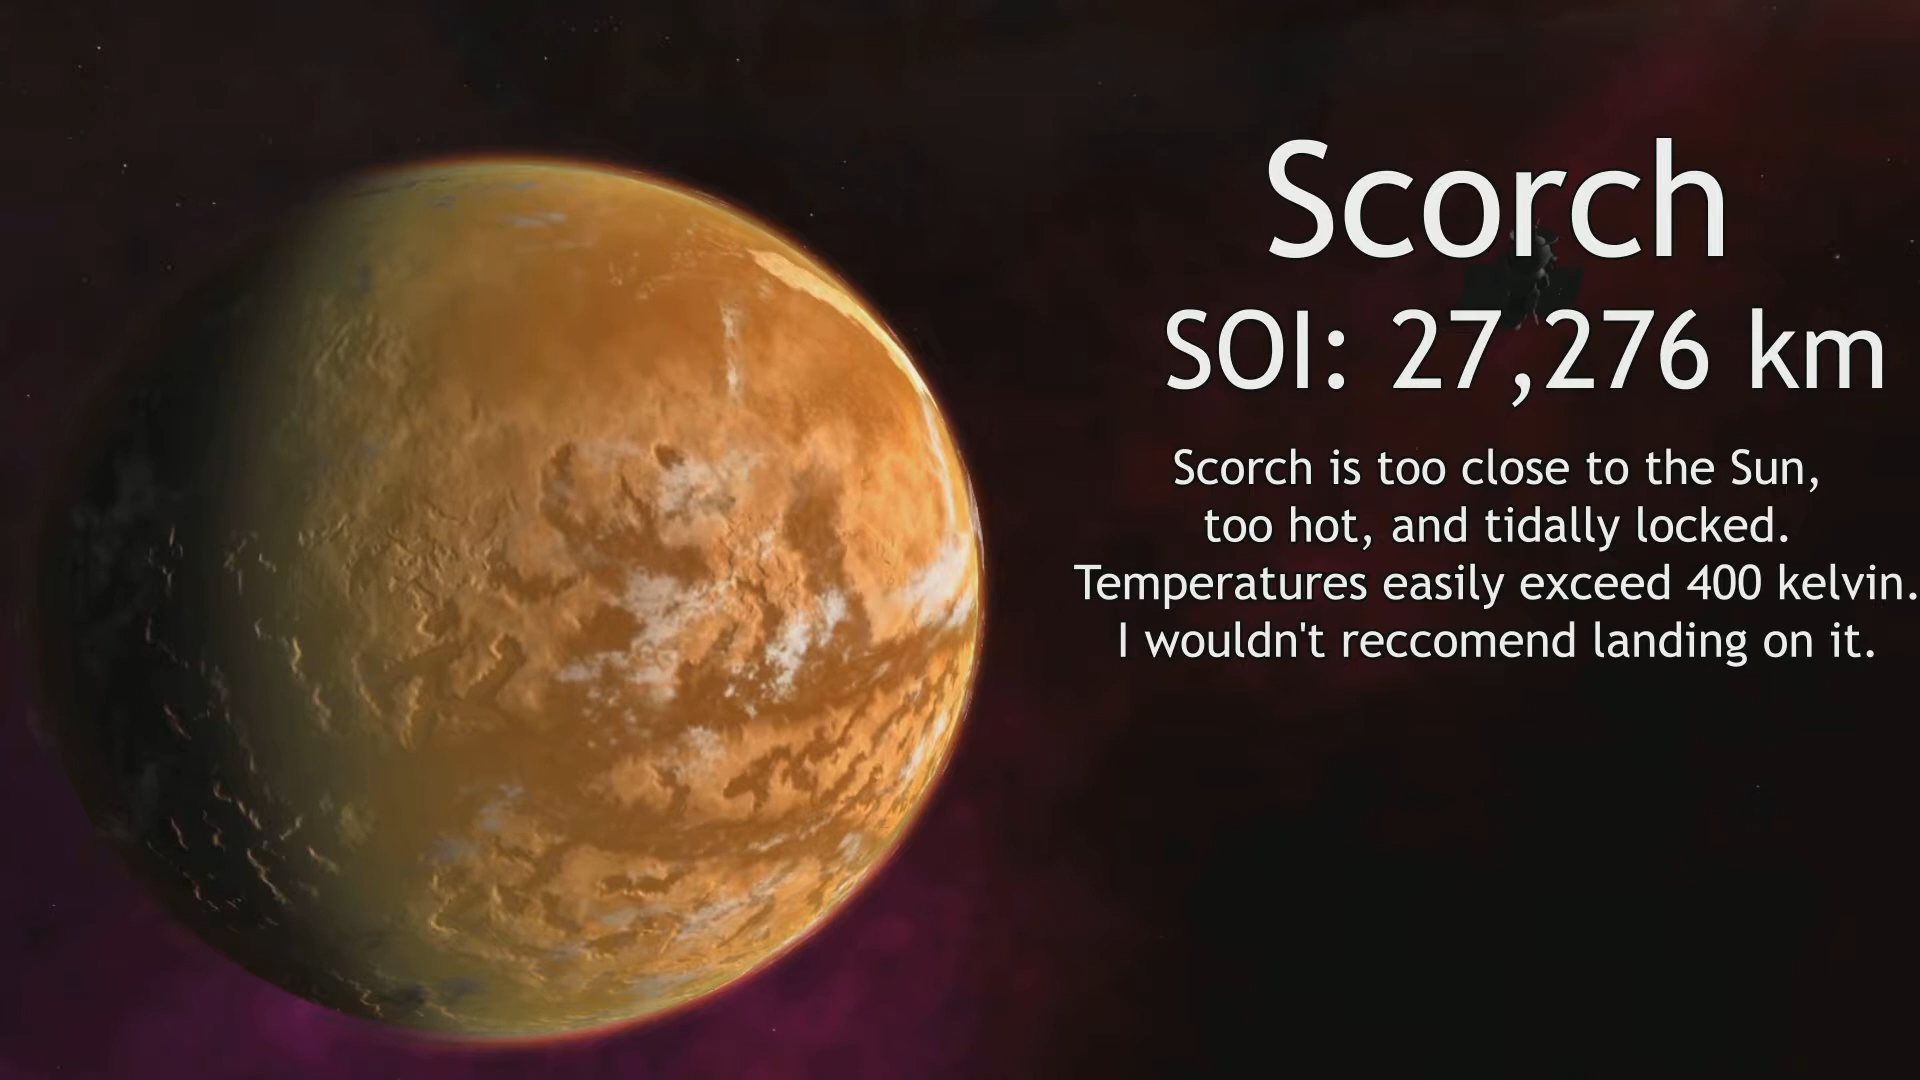 Scorch
SOI: 27,276 km
Scorch is too close to the Sun,
too hot, and tidally locked.
Temperatures easily exceed 400 kelvin.
I wouldn't reccomend landing on it.